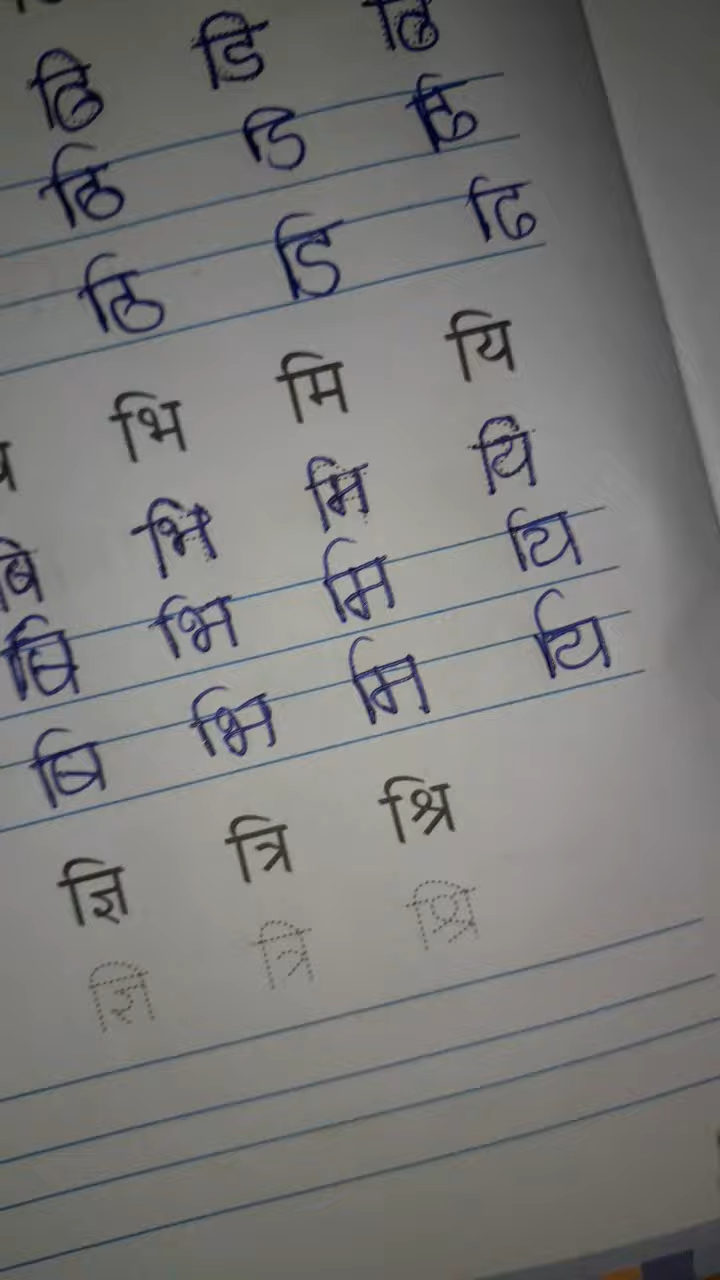 ठि डि ढि
ठि डि ढि
ठि डि ढि
भि मि यि
बि भि मि यि
बि भि मि यि
बि भि मि यि
ज्ञि त्रि श्रि
ज्ञि त्रि श्रि